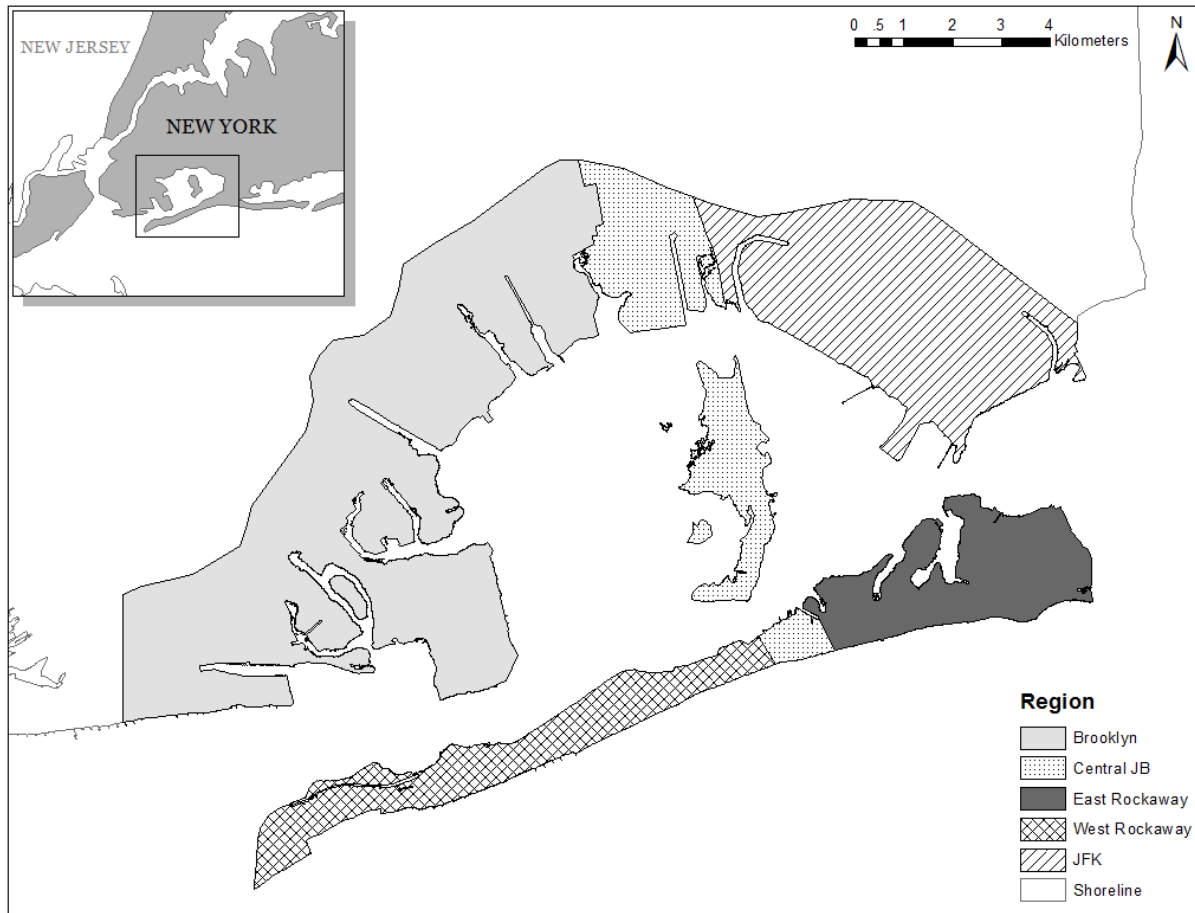 NEW JERSEY
NEW YORK
0 .5 1 2 3 4
Kilometers
N
Region
Brooklyn
Central JB
East Rockaway
West Rockaway
JFK
Shoreline